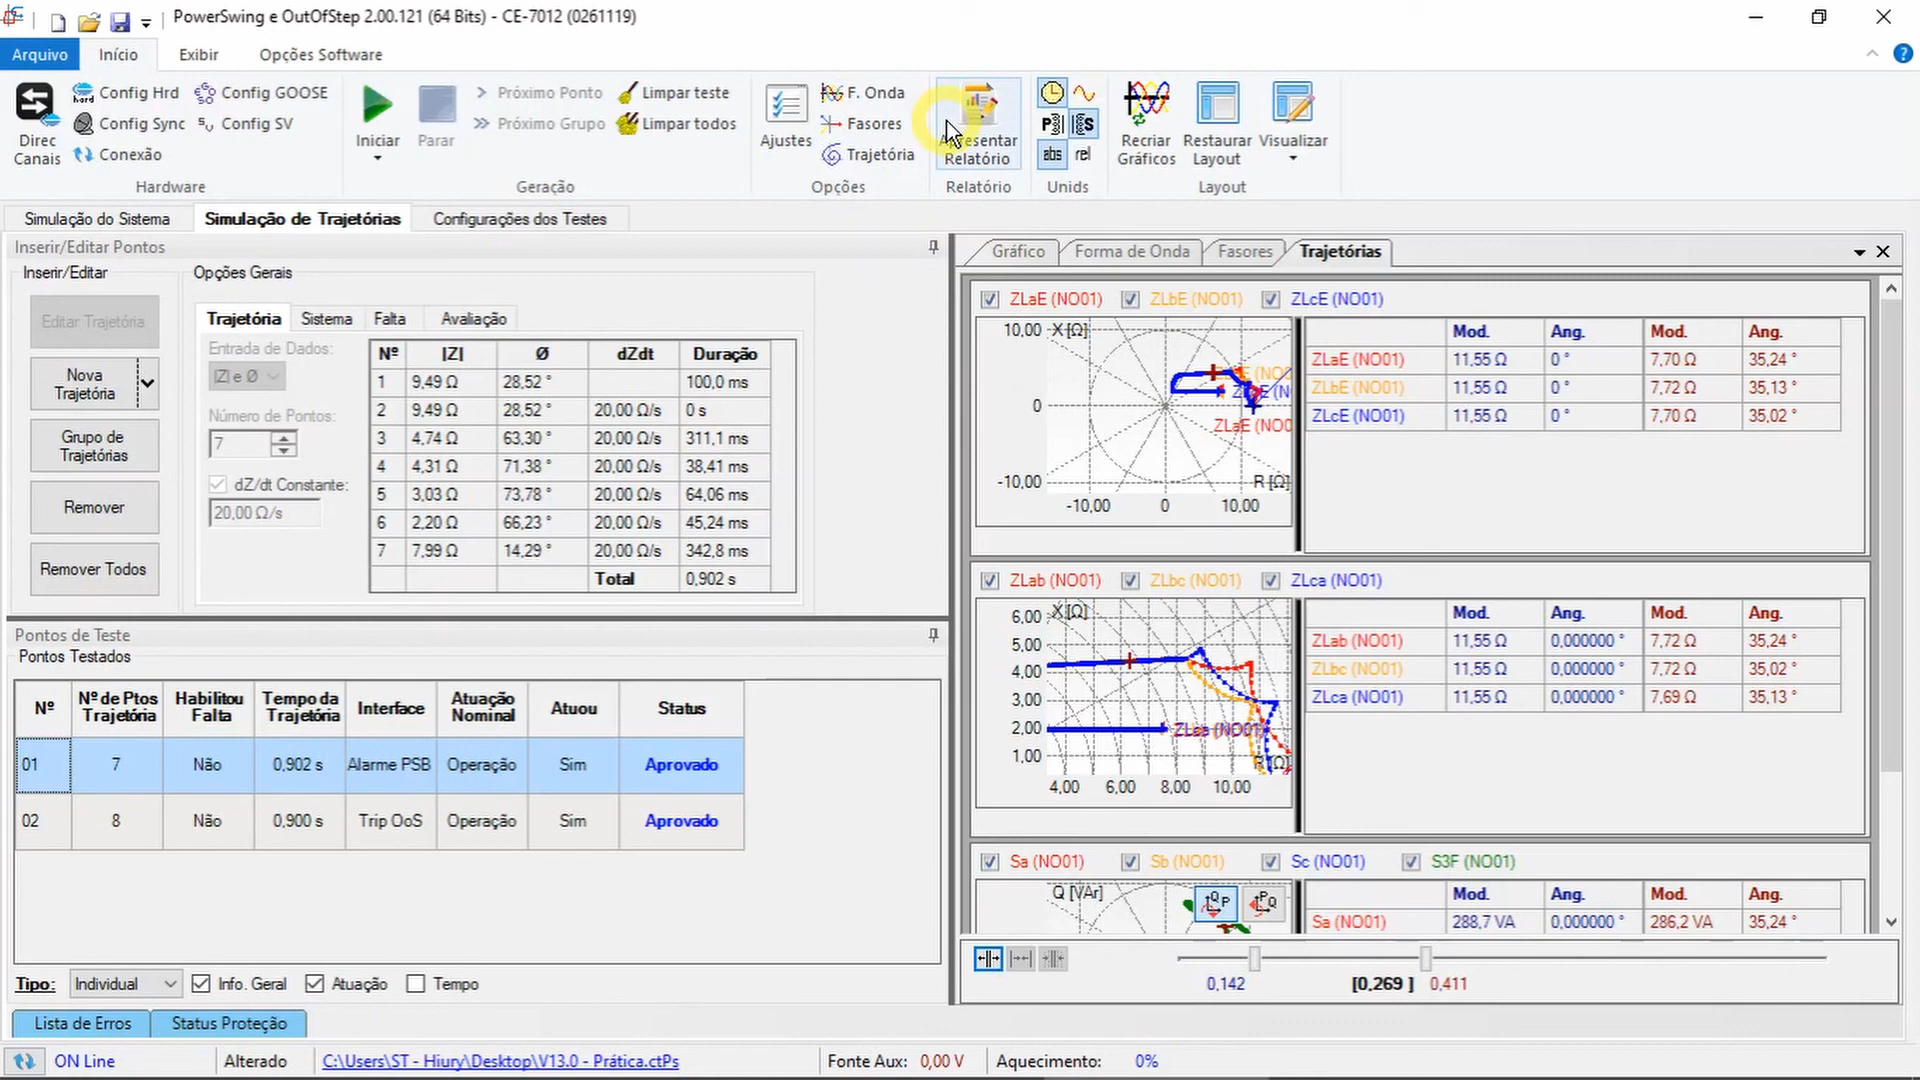 PowerSwing e OutOfStep 2.00.121 (64 Bits) - CE-7012 (0261119)
Arquivo Início Exibir Opções Software
Direc Canais
Config Hrd
Config Sync
Conexão
Config GOOSE
Config SV
Hardware
Iniciar
Parar
Próximo Ponto
Próximo Grupo
Limpar teste
Limpar todos
Geração
Ajustes
F. Onda
Fasores
Trajetória
Opções
Apresentar Relatório
Relatório
abs rel
Unids
Recriar Gráficos
Restaurar Layout
Visualizar
Layout
Simulação do Sistema Simulação de Trajetórias Configurações dos Testes
Inserir/Editar Pontos
Inserir/Editar
Editar Trajetória
Nova Trajetória
Grupo de Trajetórias
Remover
Remover Todos
Opções Gerais
Trajetória Sistema Falta Avaliação
Entrada de Dados:
|Z| e Ø
Número de Pontos:
7
dZ/dt Constante:
20,00 Ω/s
Nº |Z| Ø dZdt Duração
1 9,49 Ω 28,52 ° 100,0 ms
2 9,49 Ω 28,52 ° 20,00 Ω/s 0 s
3 4,74 Ω 63,30 ° 20,00 Ω/s 311,1 ms
4 4,31 Ω 71,38 ° 20,00 Ω/s 38,41 ms
5 3,03 Ω 73,78 ° 20,00 Ω/s 64,06 ms
6 2,20 Ω 66,23 ° 20,00 Ω/s 45,24 ms
7 7,99 Ω 14,29 ° 20,00 Ω/s 342,8 ms
Total 0,902 s
Pontos de Teste
Pontos Testados
Nº Nº de Ptos Trajetória Habilitou Falta Tempo da Trajetória Interface Atuação Nominal Atuou Status
01 7 Não 0,902 s Alarme PSB Operação Sim Aprovado
02 8 Não 0,900 s Trip OoS Operação Sim Aprovado
Tipo: Individual Info. Geral Atuação Tempo
Lista de Erros Status Proteção
Gráfico Forma de Onda Fasores Trajetórias
ZLaE (NO01) ZLbE (NO01) ZLcE (NO01)
10,00 X [Ω]
0
-10,00
R [Ω]
-10,00 0 10,00
Mod. Ang. Mod. Ang.
ZLaE (NO01) 11,55 Ω 0 ° 7,70 Ω 35,24 °
ZLbE (NO01) 11,55 Ω 0 ° 7,72 Ω 35,13 °
ZLcE (NO01) 11,55 Ω 0 ° 7,70 Ω 35,02 °
ZLab (NO01) ZLbc (NO01) ZLca (NO01)
6,00 X [Ω]
5,00
4,00
3,00
2,00
1,00
ZLca (NO01)
R [Ω]
4,00 6,00 8,00 10,00
Mod. Ang. Mod. Ang.
ZLab (NO01) 11,55 Ω 0,000000 ° 7,72 Ω 35,24 °
ZLbc (NO01) 11,55 Ω 0,000000 ° 7,72 Ω 35,02 °
ZLca (NO01) 11,55 Ω 0,000000 ° 7,69 Ω 35,13 °
Sa (NO01) Sb (NO01) Sc (NO01) S3F (NO01)
Q [VAr]
Mod. Ang. Mod. Ang.
Sa (NO01) 288,7 VA 0,000000 ° 286,2 VA 35,24 °
0,142 [0,269 ] 0,411
ON Line Alterado C:\Users\ST - Hiury\Desktop\V13.0 - Prática.ctPs Fonte Aux: 0,00 V Aquecimento: 0%